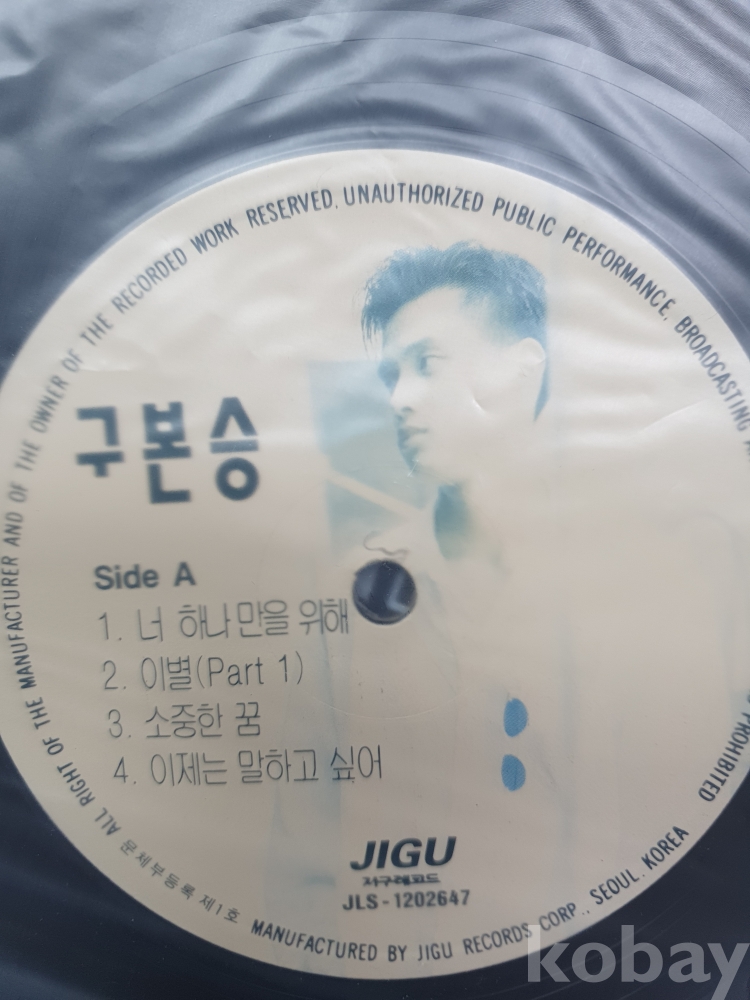 ALL RIGHT OF THE MANUFACTURER AND OF THE OWNER OF THE RECORDED WORK RESERVED, UNAUTHORIZED PUBLIC PERFORMANCE, BROADCASTING
PROHIBITED
구본승
Side A
1. 너 하나만을 위해
2. 이별(Part 1)
3. 소중한 꿈
4. 이제는 말하고 싶어
JIGU
지구레코드
JLS-1202647
문체부등록 제1호 MANUFACTURED BY JIGU RECORDS CORP., SEOUL. KOREA
kobay